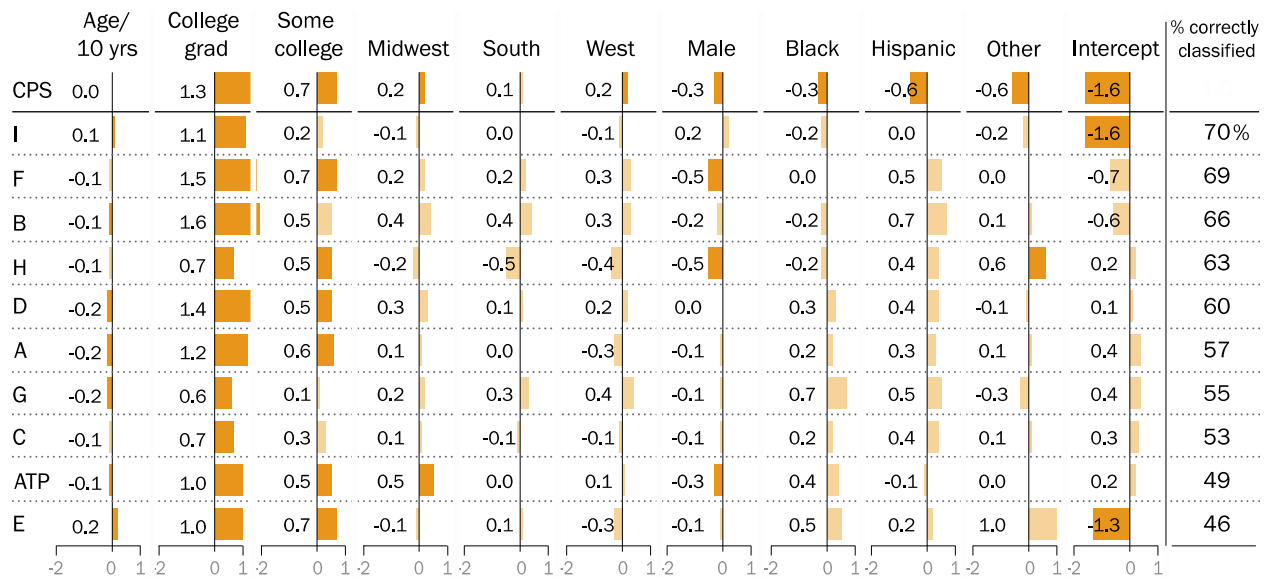 Age/ 10 yrs College grad Some college Midwest South West Male Black Hispanic Other Intercept % correctly classified
CPS 0.0 1.3 0.7 0.2 0.1 0.2 -0.3 -0.3 -0.6 -0.6 -1.6
I 0.1 1.1 0.2 -0.1 0.0 -0.1 0.2 -0.2 0.0 -0.2 -1.6 70%
F -0.1 1.5 0.7 0.2 0.2 0.3 -0.5 0.0 0.5 0.0 -0.7 69
B -0.1 1.6 0.5 0.4 0.4 0.3 -0.2 -0.2 0.7 0.1 -0.6 66
H -0.1 0.7 0.5 -0.2 -0.5 -0.4 -0.5 -0.2 0.4 0.6 0.2 63
D -0.2 1.4 0.5 0.3 0.1 0.2 0.0 0.3 0.4 -0.1 0.1 60
A -0.2 1.2 0.6 0.1 0.0 -0.3 -0.1 0.2 0.3 0.1 0.4 57
G -0.2 0.6 0.1 0.2 0.3 0.4 -0.1 0.7 0.5 -0.3 0.4 55
C -0.1 0.7 0.3 0.1 -0.1 -0.1 -0.1 0.2 0.4 0.1 0.3 53
ATP -0.1 1.0 0.5 0.5 0.0 0.1 -0.3 0.4 -0.1 0.0 0.2 49
E 0.2 1.0 0.7 -0.1 0.1 -0.3 -0.1 0.5 0.2 1.0 -1.3 46
-2 0 1 -2 0 1 -2 0 1 -2 0 1 -2 0 1 -2 0 1 -2 0 1 -2 0 1 -2 0 1 -2 0 1 -2 0 1